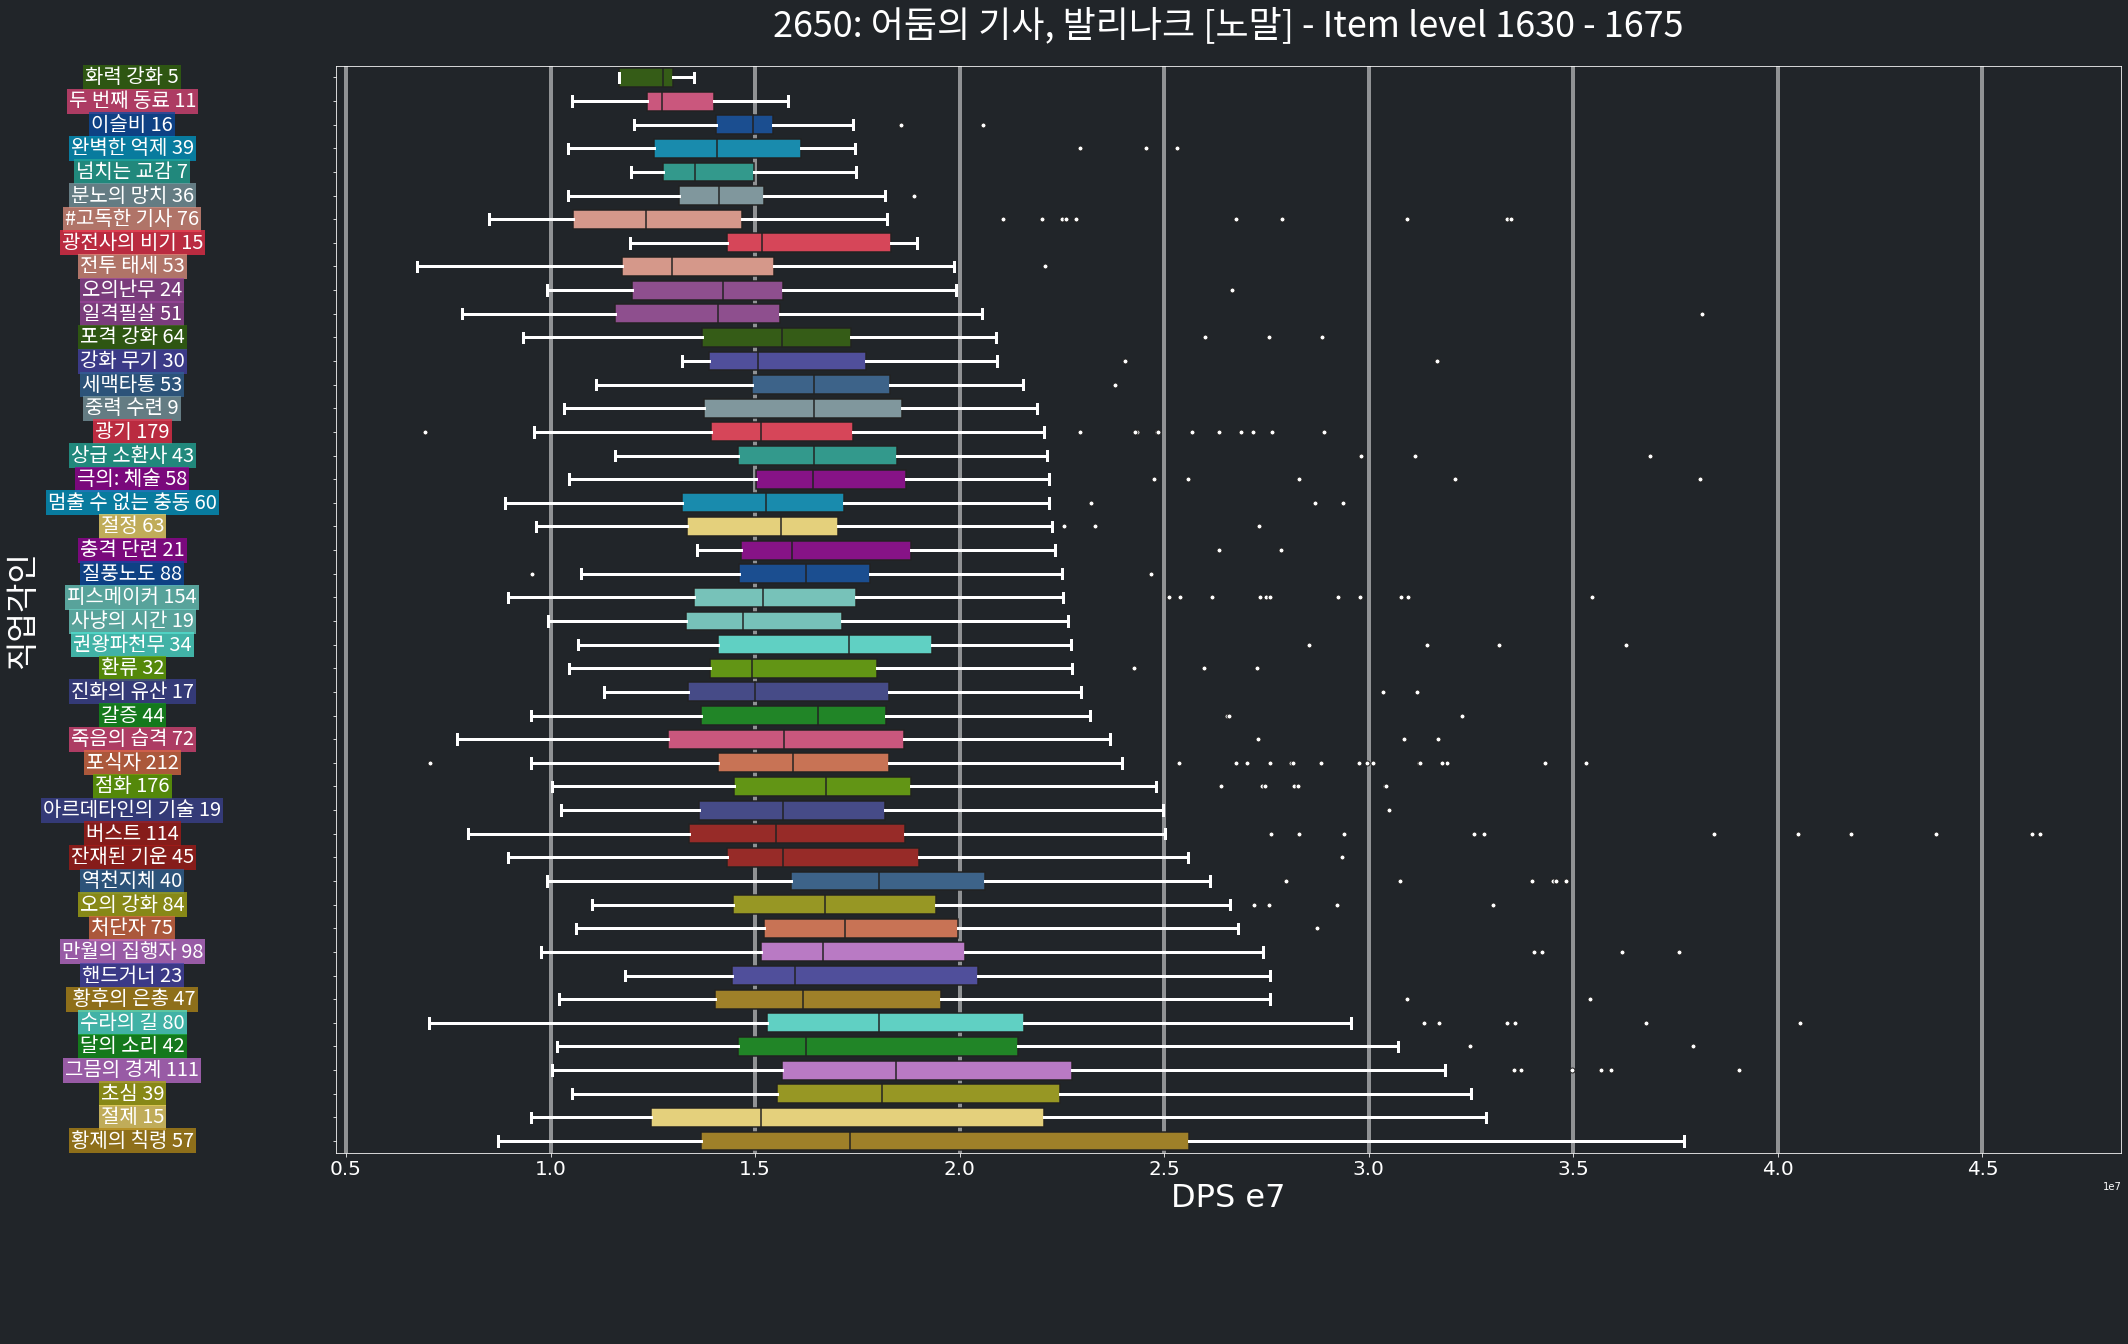 2650: 어둠의 기사, 발리나크 [노말] - Item level 1630 - 1675
직업각인
화력 강화 5
두 번째 동료 11
이슬비 16
완벽한 억제 39
넘치는 교감 7
분노의 망치 36
#고독한 기사 76
광전사의 비기 15
전투 태세 53
오의난무 24
일격필살 51
포격 강화 64
강화 무기 30
세맥타통 53
중력 수련 9
광기 179
상급 소환사 43
극의: 체술 58
멈출 수 없는 충동 60
절정 63
충격 단련 21
질풍노도 88
피스메이커 154
사냥의 시간 19
권왕파천무 34
환류 32
진화의 유산 17
갈증 44
죽음의 습격 72
포식자 212
점화 176
아르데타인의 기술 19
버스트 114
잔재된 기운 45
역천지체 40
오의 강화 84
처단자 75
만월의 집행자 98
핸드거너 23
황후의 은총 47
수라의 길 80
달의 소리 42
그믐의 경계 111
초심 39
절제 15
황제의 칙령 57
0.5 1.0 1.5 2.0 2.5 3.0 3.5 4.0 4.5
1e7
DPS e7